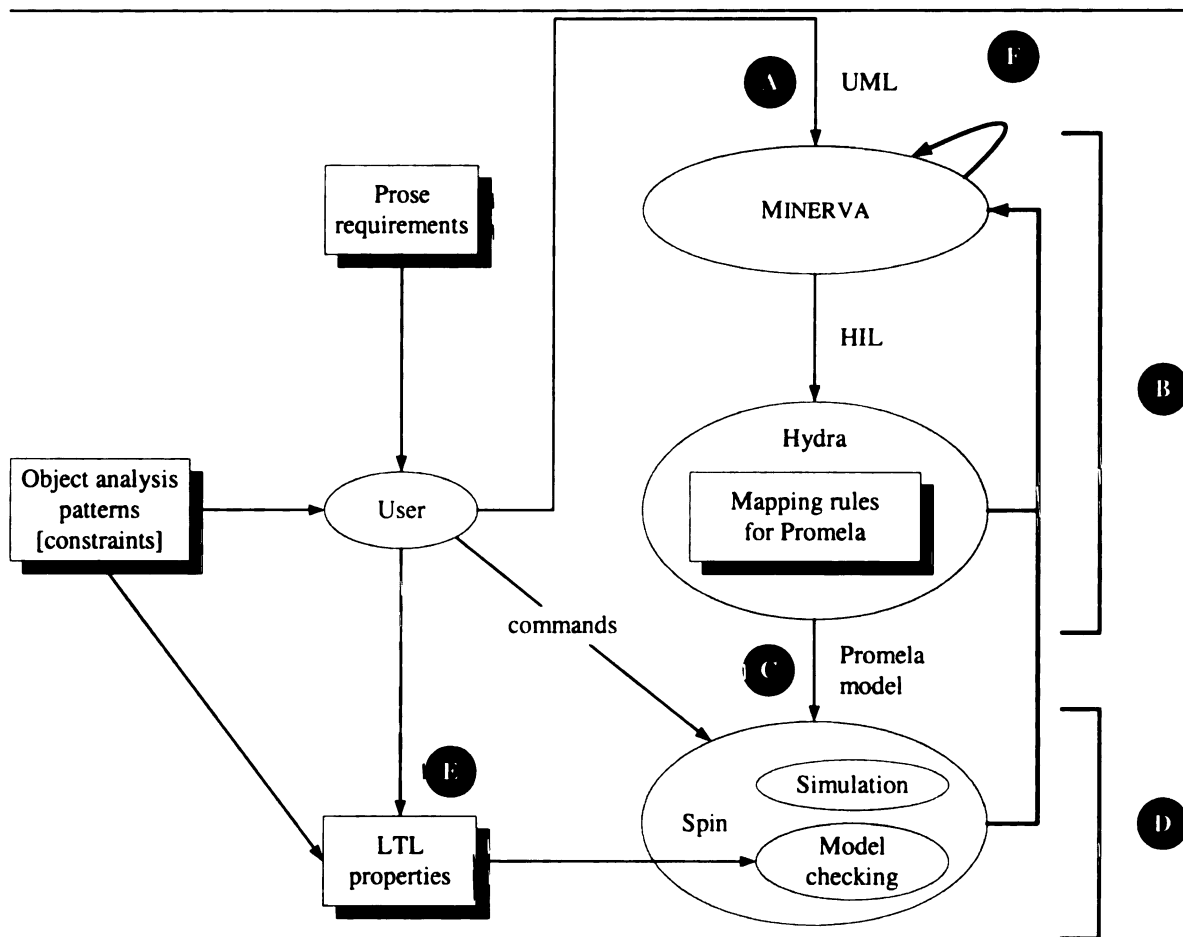 A
UML
F
MINERVA
Prose
requirements
HIL
B
Hydra
Mapping rules
for Promela
Object analysis
patterns
[constraints]
User
commands
C
Promela
model
Simulation
Spin
Model
checking
D
E
LTL
properties